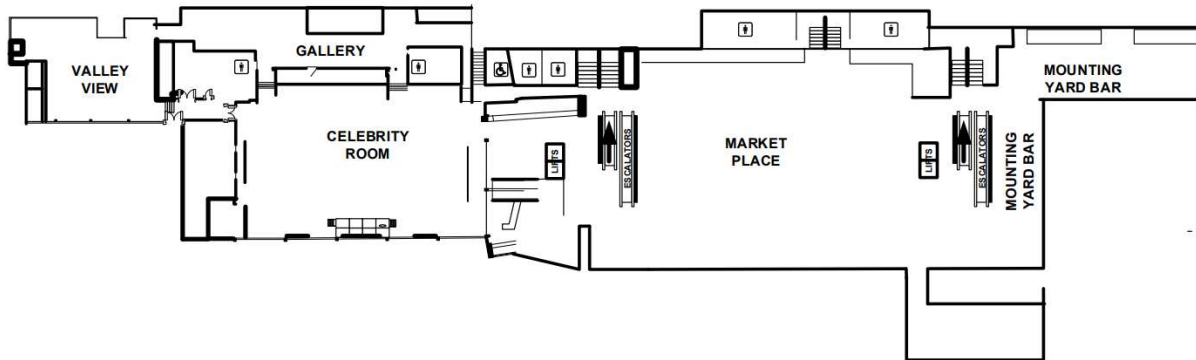 GALLERY
VALLEY
VIEW
MOUNTING
YARD BAR
CELEBRITY
ROOM
LIFTS
ESCALATORS
MARKET
PLACE
LIFTS
ESCALATORS
MOUNTING
YARD BAR